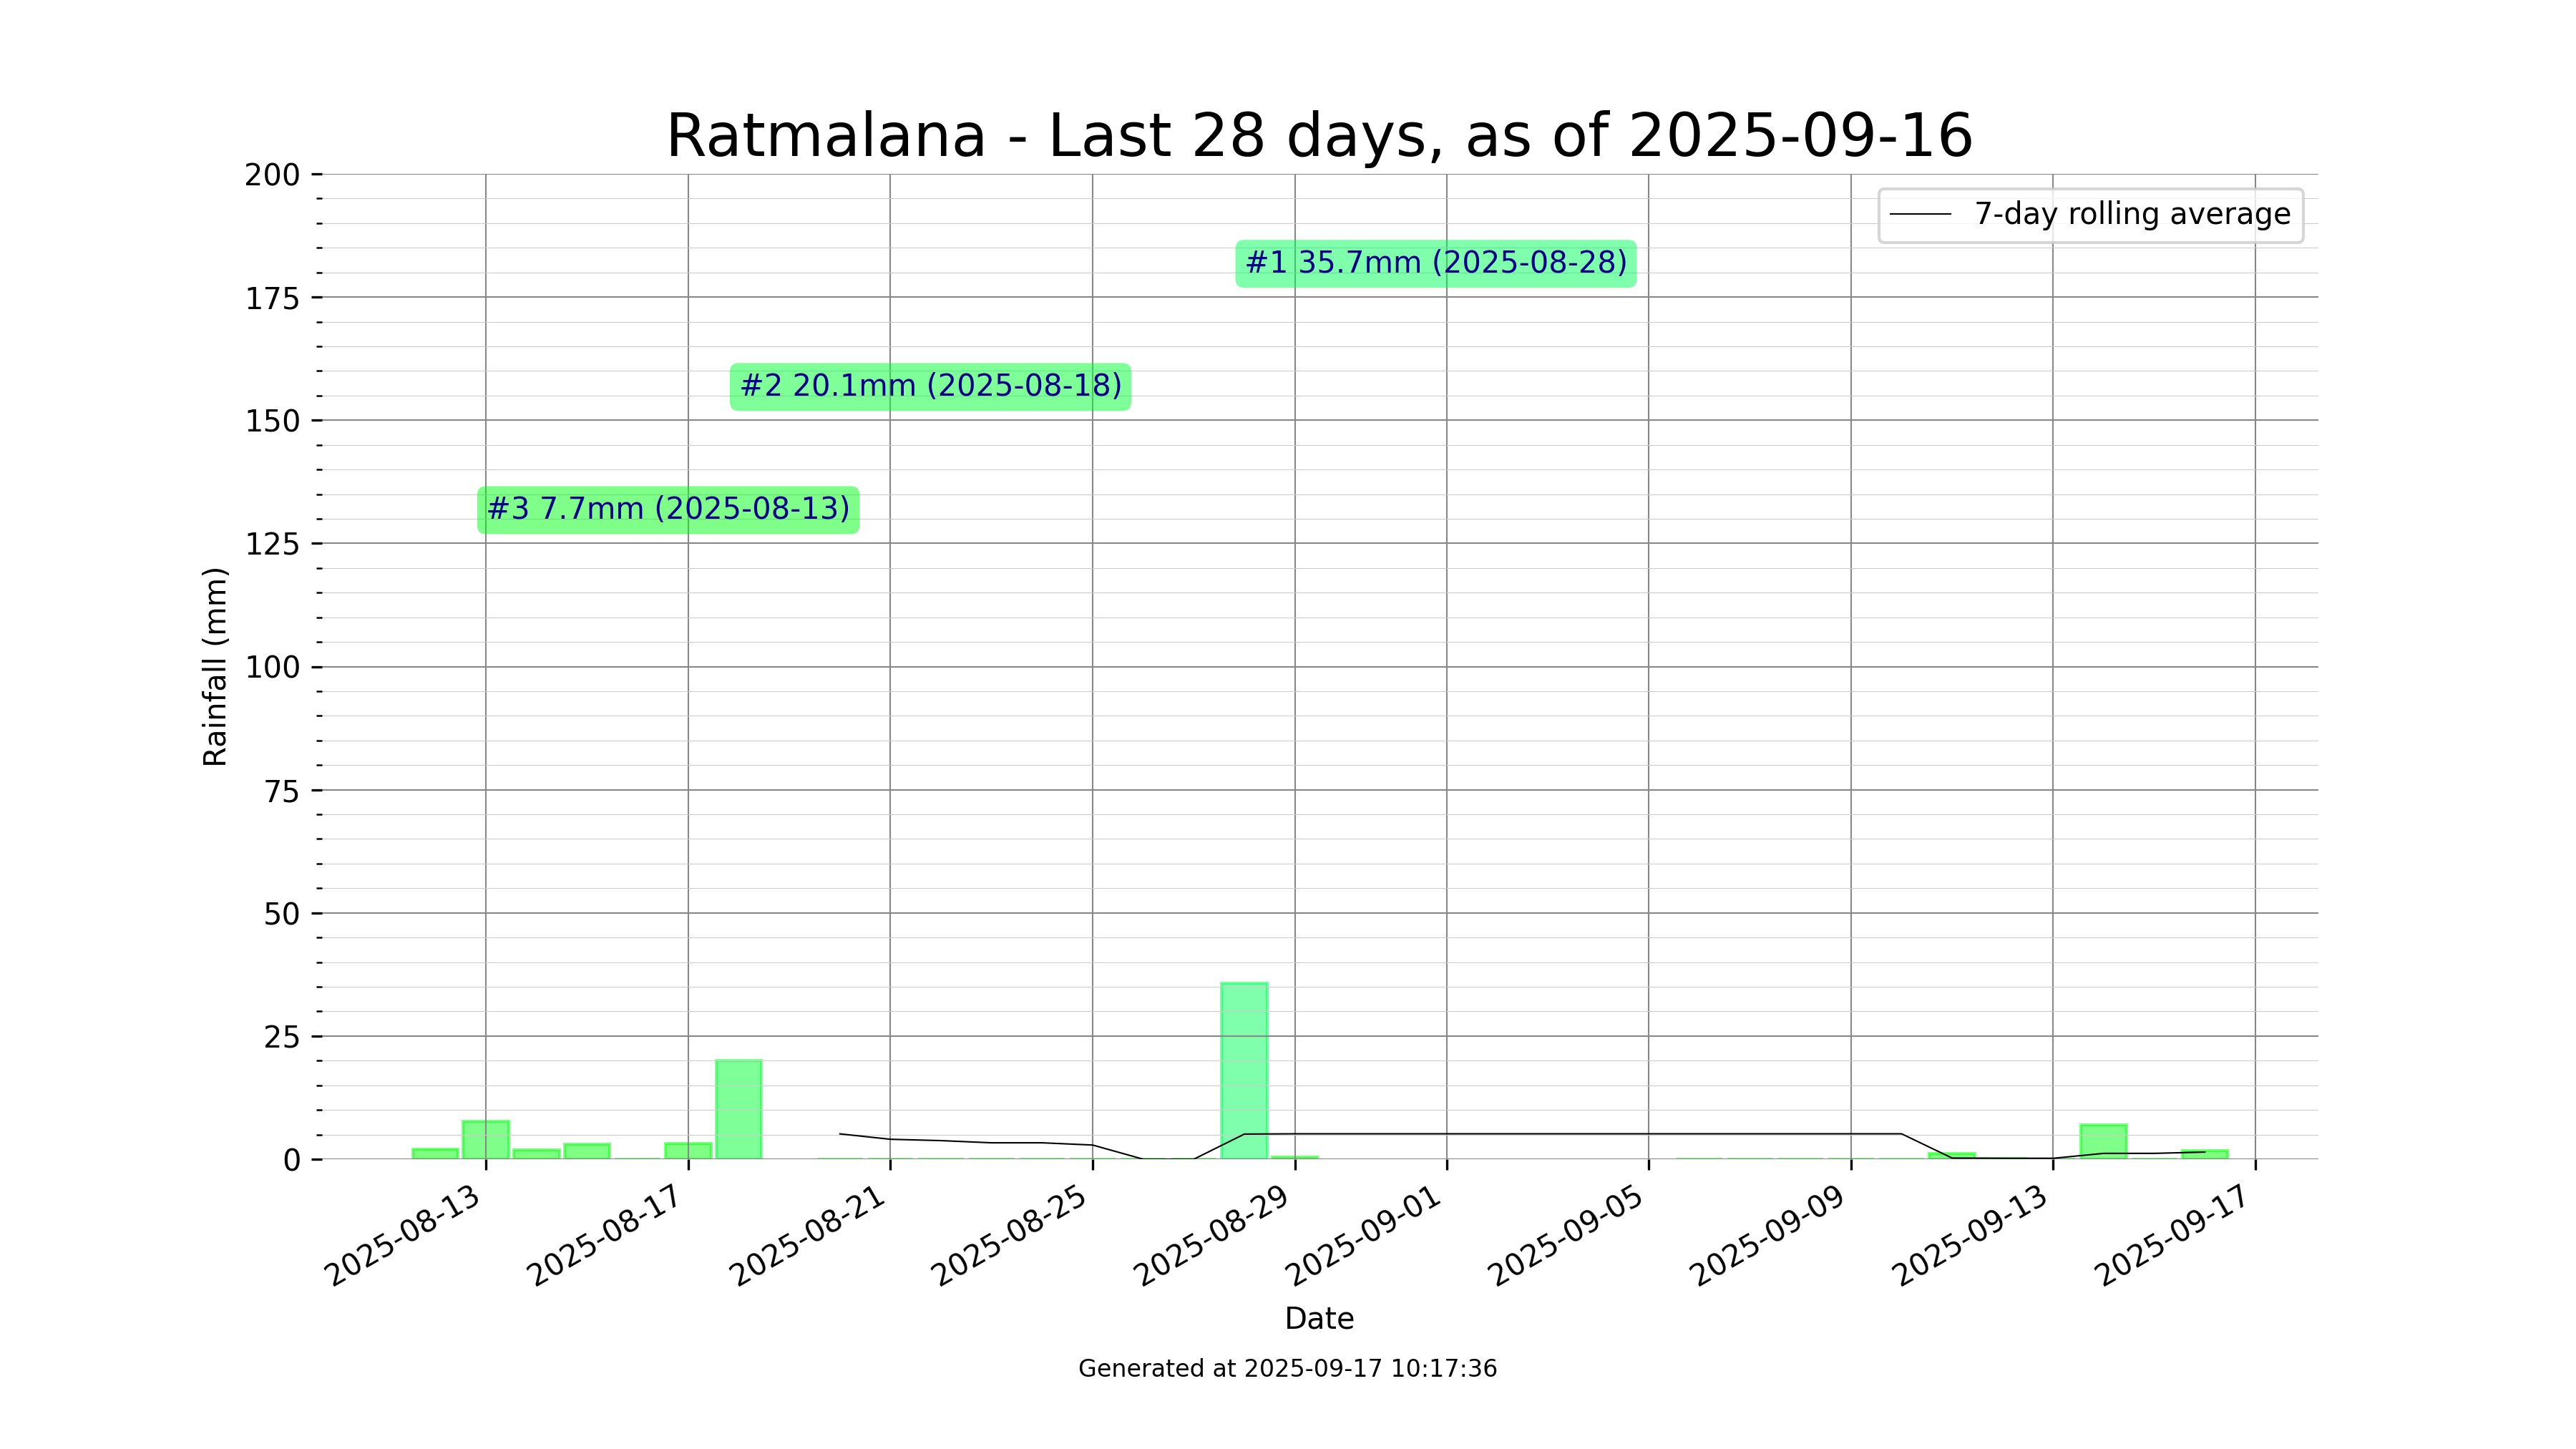 Ratmalana - Last 28 days, as of 2025-09-16
7-day rolling average
#1 35.7mm (2025-08-28)
#2 20.1mm (2025-08-18)
#3 7.7mm (2025-08-13)
Rainfall (mm)
200
175
150
125
100
75
50
25
0
2025-08-13
2025-08-17
2025-08-21
2025-08-25
2025-08-29
2025-09-01
2025-09-05
2025-09-09
2025-09-13
2025-09-17
Date
Generated at 2025-09-17 10:17:36